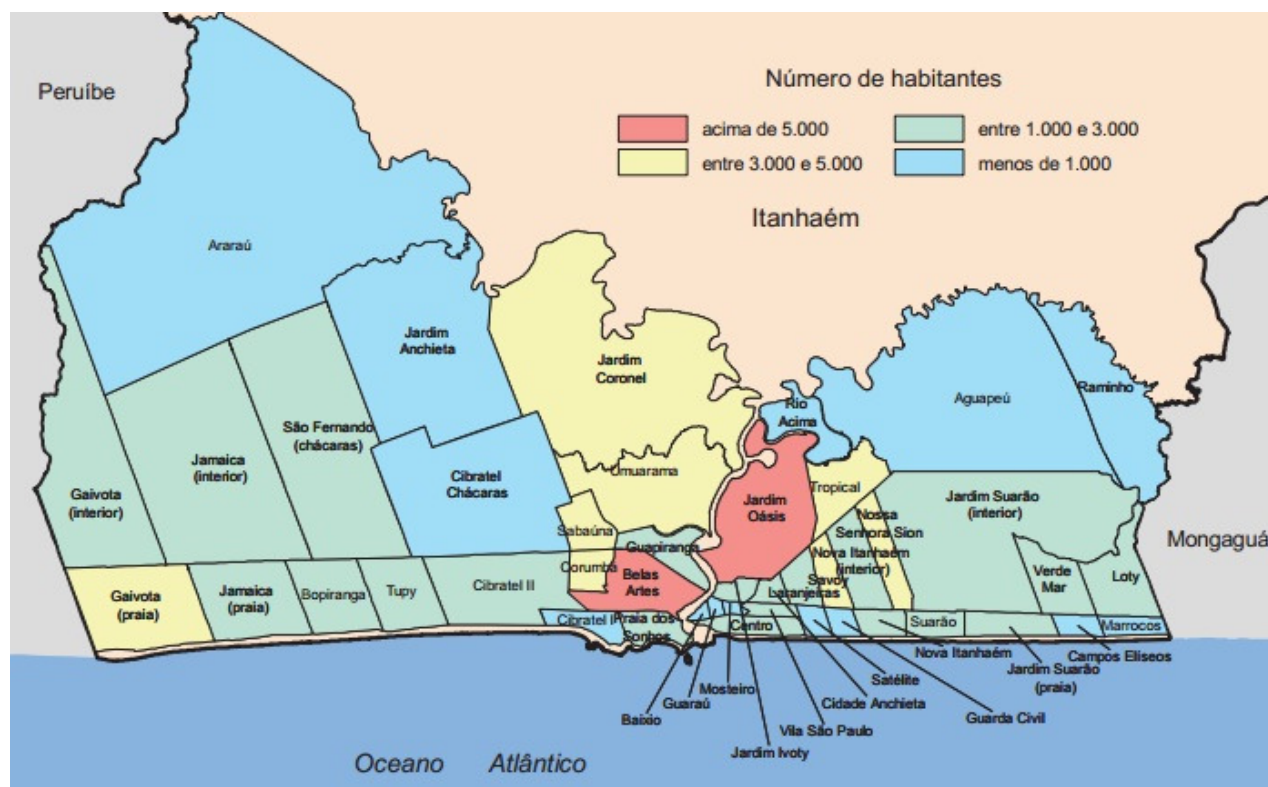 Peruíbe
Número de habitantes
acima de 5.000
entre 1.000 e 3.000
entre 3.000 e 5.000
menos de 1.000
Itanhaém
Araraú
Jardim
Anchieta
Jardim
Coronel
Rio
Acima
Aguapeú
Raminho
São Fernando
(chácaras)
Jamaica
(interior)
Gaivota
(interior)
Cibratel
Chácaras
Umuarama
Jardim
Oásis
Tropical
Jardim Suarão
(interior)
Nossa
Senhora Sion
Sabaúna
Guapiranga
Nova Itanhaém
(interior)
Mongaguá
Corumbá
Belas
Artes
Savoy
Laranjeiras
Verde
Mar
Loty
Gaivota
(praia)
Jamaica
(praia)
Bopiranga
Tupy
Cibratel II
Cibratel I
Praia dos
Sonhos
Centro
Suarão
Marrocos
Nova Itanhaém
Campos Elíseos
Jardim Suarão
(praia)
Satélite
Mosteiro
Cidade Anchieta
Guaraú
Guarda Civil
Baixio
Vila São Paulo
Jardim Ivoty
Oceano Atlântico